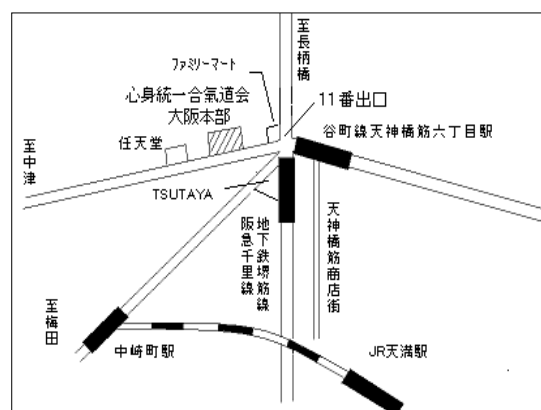 至長柄橋
ファミリーマート
心身統一合氣道会
大阪本部
11番出口
谷町線天神橋筋六丁目駅
任天堂
至中津
TSUTAYA
地下鉄堺筋線
阪急千里線
天神橋筋商店街
至梅田
中崎町駅
JR天満駅